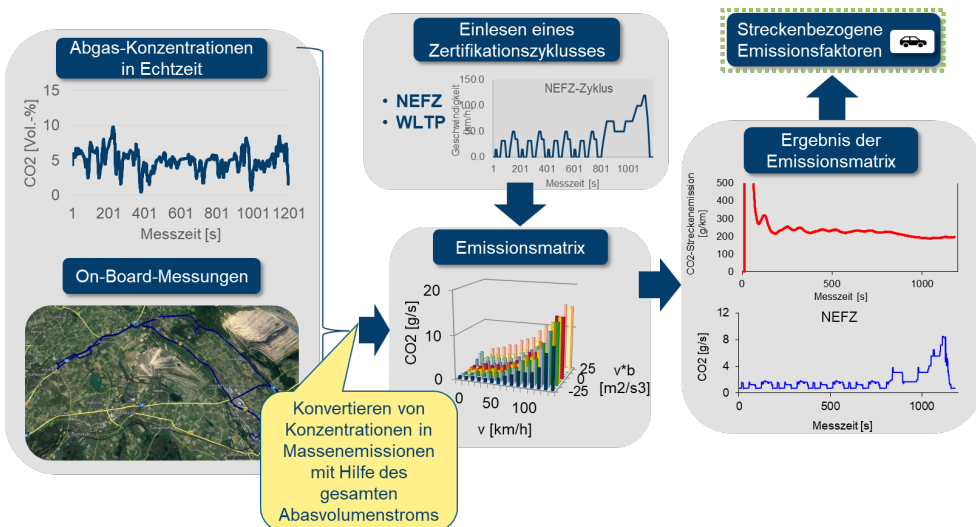 Abgas-Konzentrationen
in Echtzeit
CO2 [Vol.-%]
15
10
5
0
1 201 401 601 801 1001 1201
Messzeit [s]
On-Board-Messungen
Konvertieren von
Konzentrationen in
Massenemissionen
mit Hilfe des
gesamten
Abasvolumenstroms
Einlesen eines
Zertifikationszyklusses
• NEFZ
• WLTP
NEFZ-Zyklus
Geschwindigkeit
[km/h]
150.0
100.0
50.0
0.0
1 201 401 601 801 1001
Messzeit [s]
Emissionsmatrix
CO2 [g/s]
20
10
0
0 50 100
v [km/h]
25
0
-25
v*b
[m2/s3]
Streckenbezogene
Emissionsfaktoren
Ergebnis der
Emissionsmatrix
CO2-Streckenemission
[g/km]
500
400
300
200
100
0
0 500 1000
Messzeit [s]
NEFZ
CO2 [g/s]
12
8
4
0
0 500 1000
Messzeit [s]